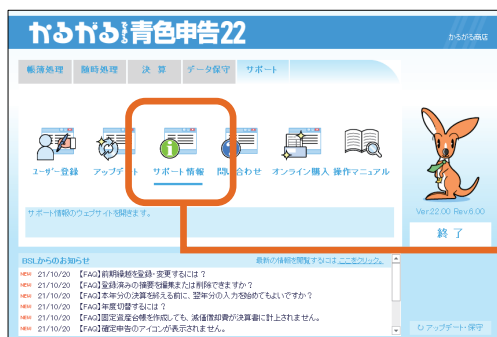 かるがるできる青色申告22
かるがる商店
帳簿処理 随時処理 決 算 データ保守 サポート
ユーザー登録 アップデート サポート情報 問い合わせ オンライン購入 操作マニュアル
サポート情報のウェブサイトを開きます。
Ver.22.00 Rev.6.00
終 了
BSLからのお知らせ 最新の情報を閲覧するには ここをクリック。
NEW 21/10/20 【FAQ】前期繰越を登録・変更するには？
NEW 21/10/20 【FAQ】登録済みの摘要を編集または削除できますか？
NEW 21/10/20 【FAQ】本年分の決算を終える前に、翌年分の入力を始めてもよいですか？
NEW 21/10/20 【FAQ】年度切替するには？
NEW 21/10/20 【FAQ】固定資産台帳を作成しても、減価償却費が決算書に計上されません。
NEW 21/10/20 【FAQ】確定申告のアイコンが表示されません。
アップデート・保守